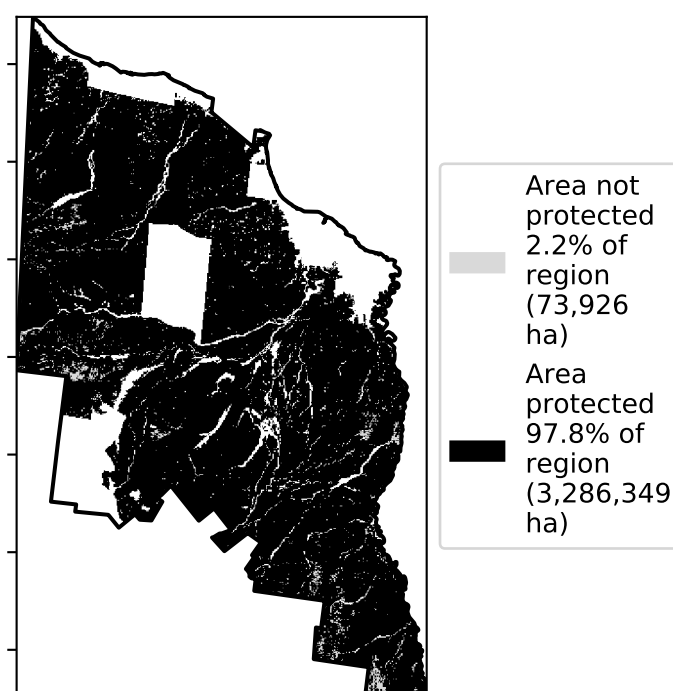 Area not
protected
2.2% of
region
(73,926
ha)
Area
protected
97.8% of
region
(3,286,349
ha)